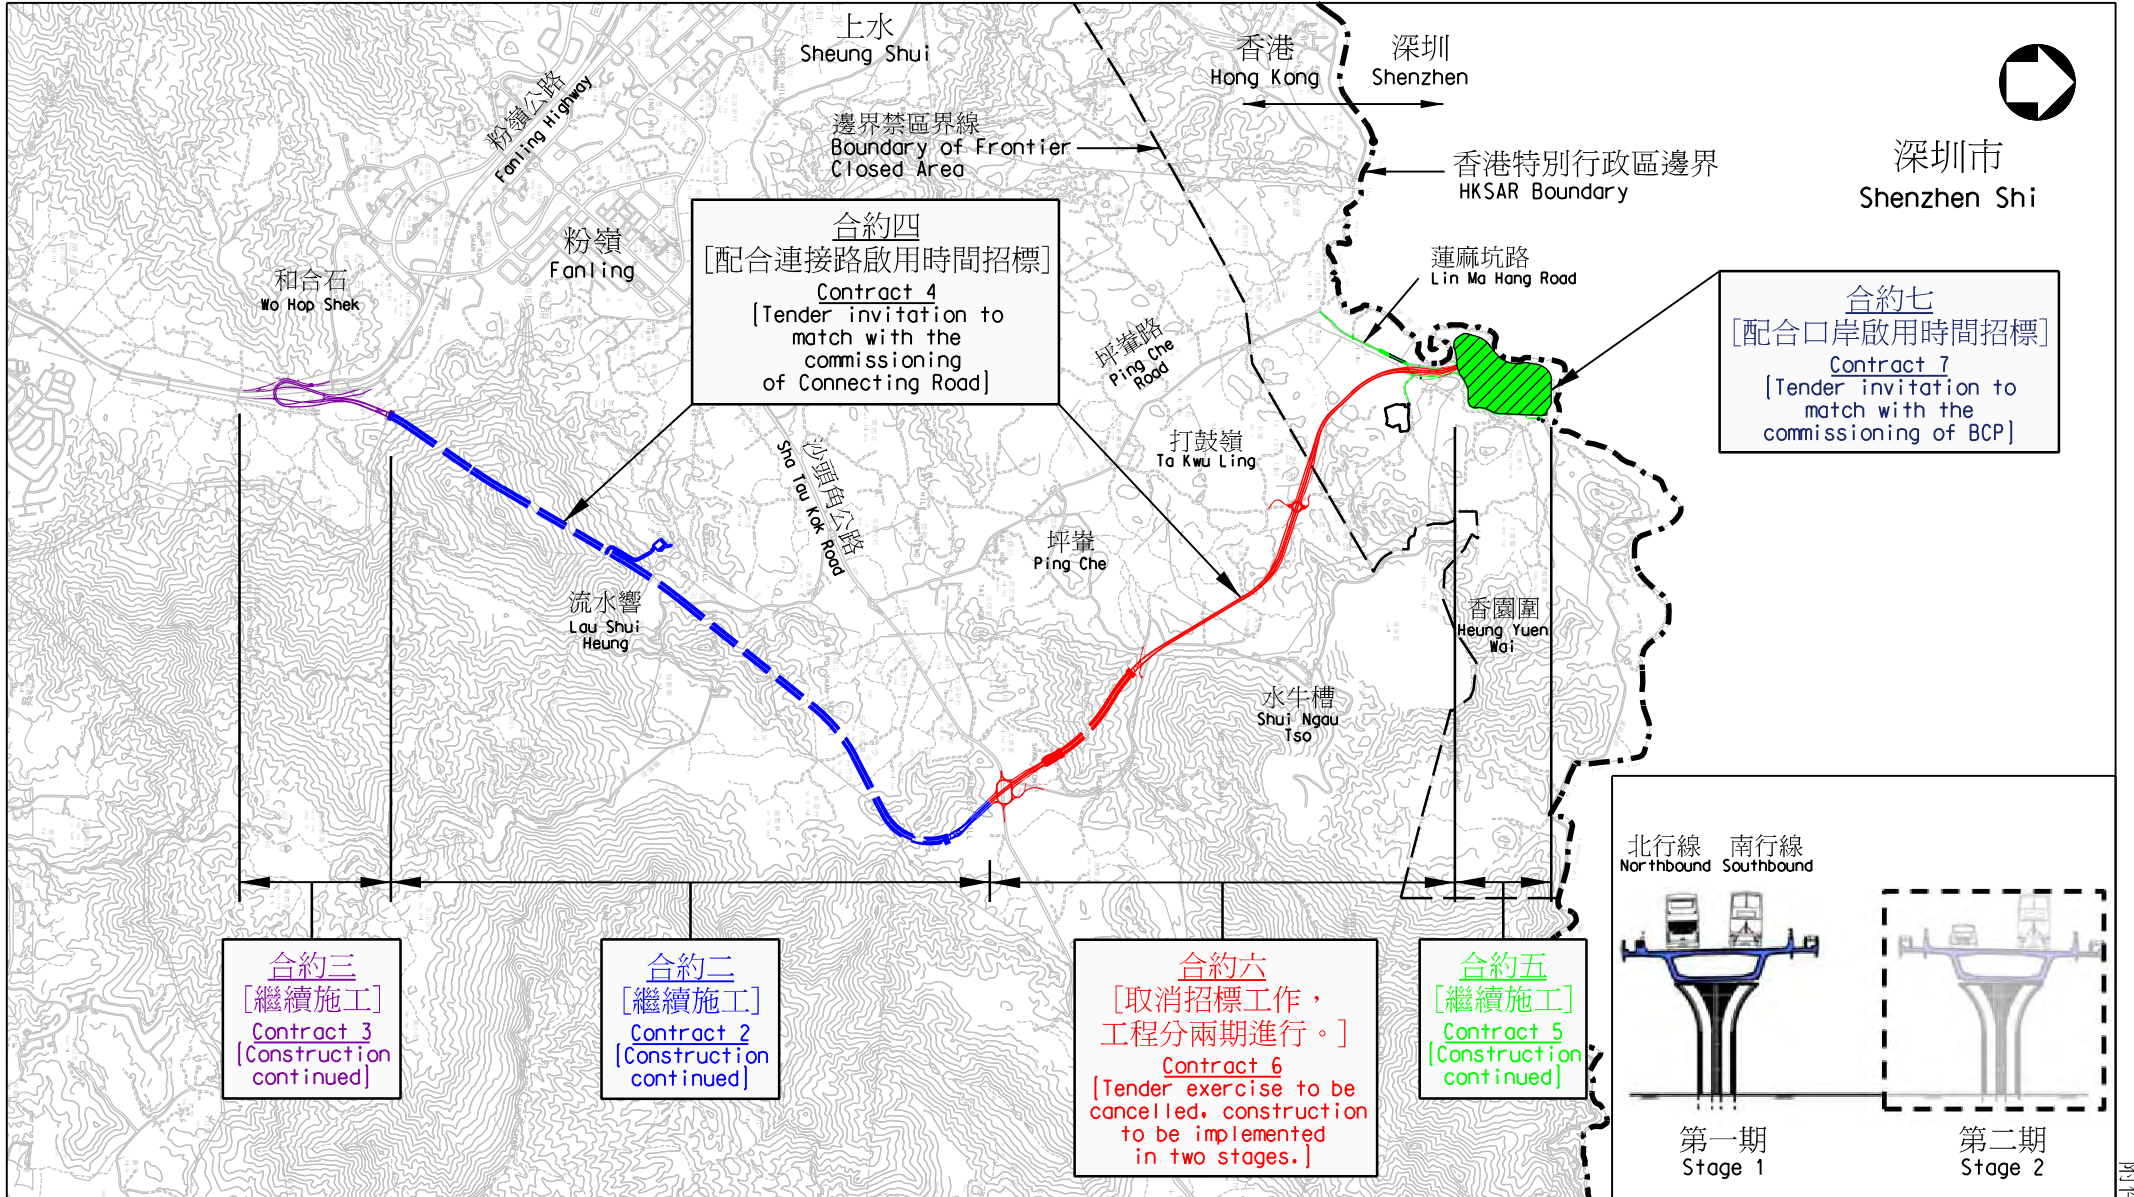 上水
Sheung Shui
香港
Hong Kong
深圳
Shenzhen
粉嶺公路
Fanling Highway
邊界禁區界線
Boundary of Frontier
Closed Area
香港特別行政區邊界
HKSAR Boundary
深圳市
Shenzhen Shi
合約四
[配合連接路啟用時間招標]
Contract 4
[Tender invitation to
match with the
commissioning
of Connecting Road]
粉嶺
Fanling
和合石
Wo Hop Shek
蓮麻坑路
Lin Ma Hang Road
合約七
[配合口岸啟用時間招標]
Contract 7
[Tender invitation to
match with the
commissioning of BCP]
坪輋路
Ping Che
Road
打鼓嶺
Ta Kwu Ling
沙頭角公路
Sha Tau Kok Road
坪輋
Ping Che
流水響
Lau Shui
Heung
香園圍
Heung Yuen
Wai
水牛槽
Shui Ngau
Tso
北行線
Northbound
南行線
Southbound
合約三
[繼續施工]
Contract 3
[Construction
continued]
合約二
[繼續施工]
Contract 2
[Construction
continued]
合約六
[取消招標工作，
工程分兩期進行。]
Contract 6
[Tender exercise to be
cancelled, construction
to be implemented
in two stages.]
合約五
[繼續施工]
Contract 5
[Construction
continued]
第一期
Stage 1
第二期
Stage 2